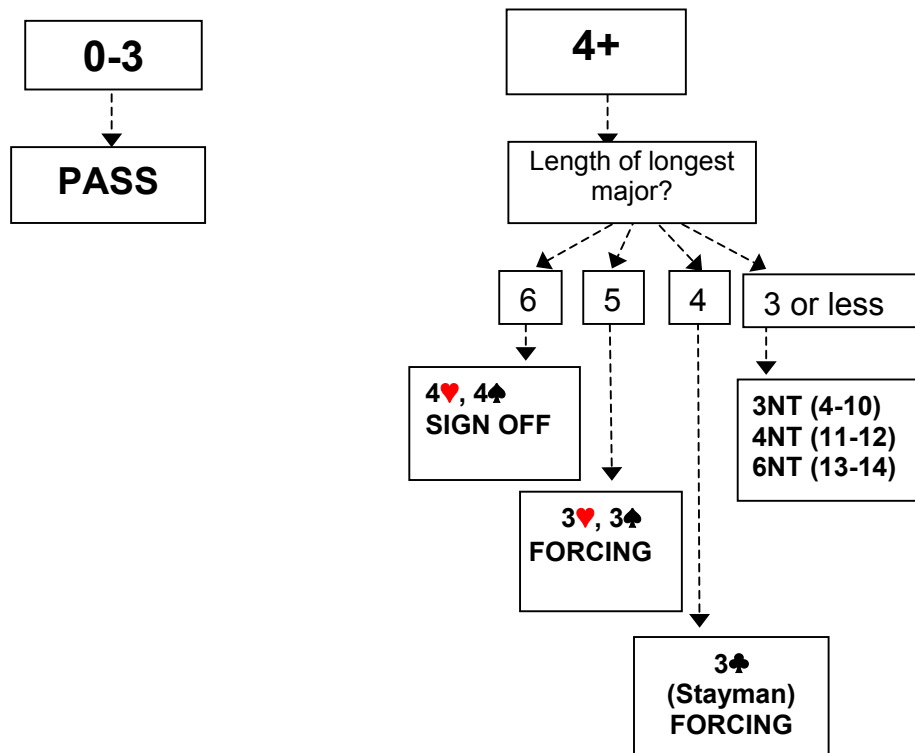 0-3
4+
PASS
Length of longest
major?
6
5
4
3 or less
4♥, 4♠
SIGN OFF
3NT (4-10)
4NT (11-12)
6NT (13-14)
3♥, 3♠
FORCING
3♣
(Stayman)
FORCING